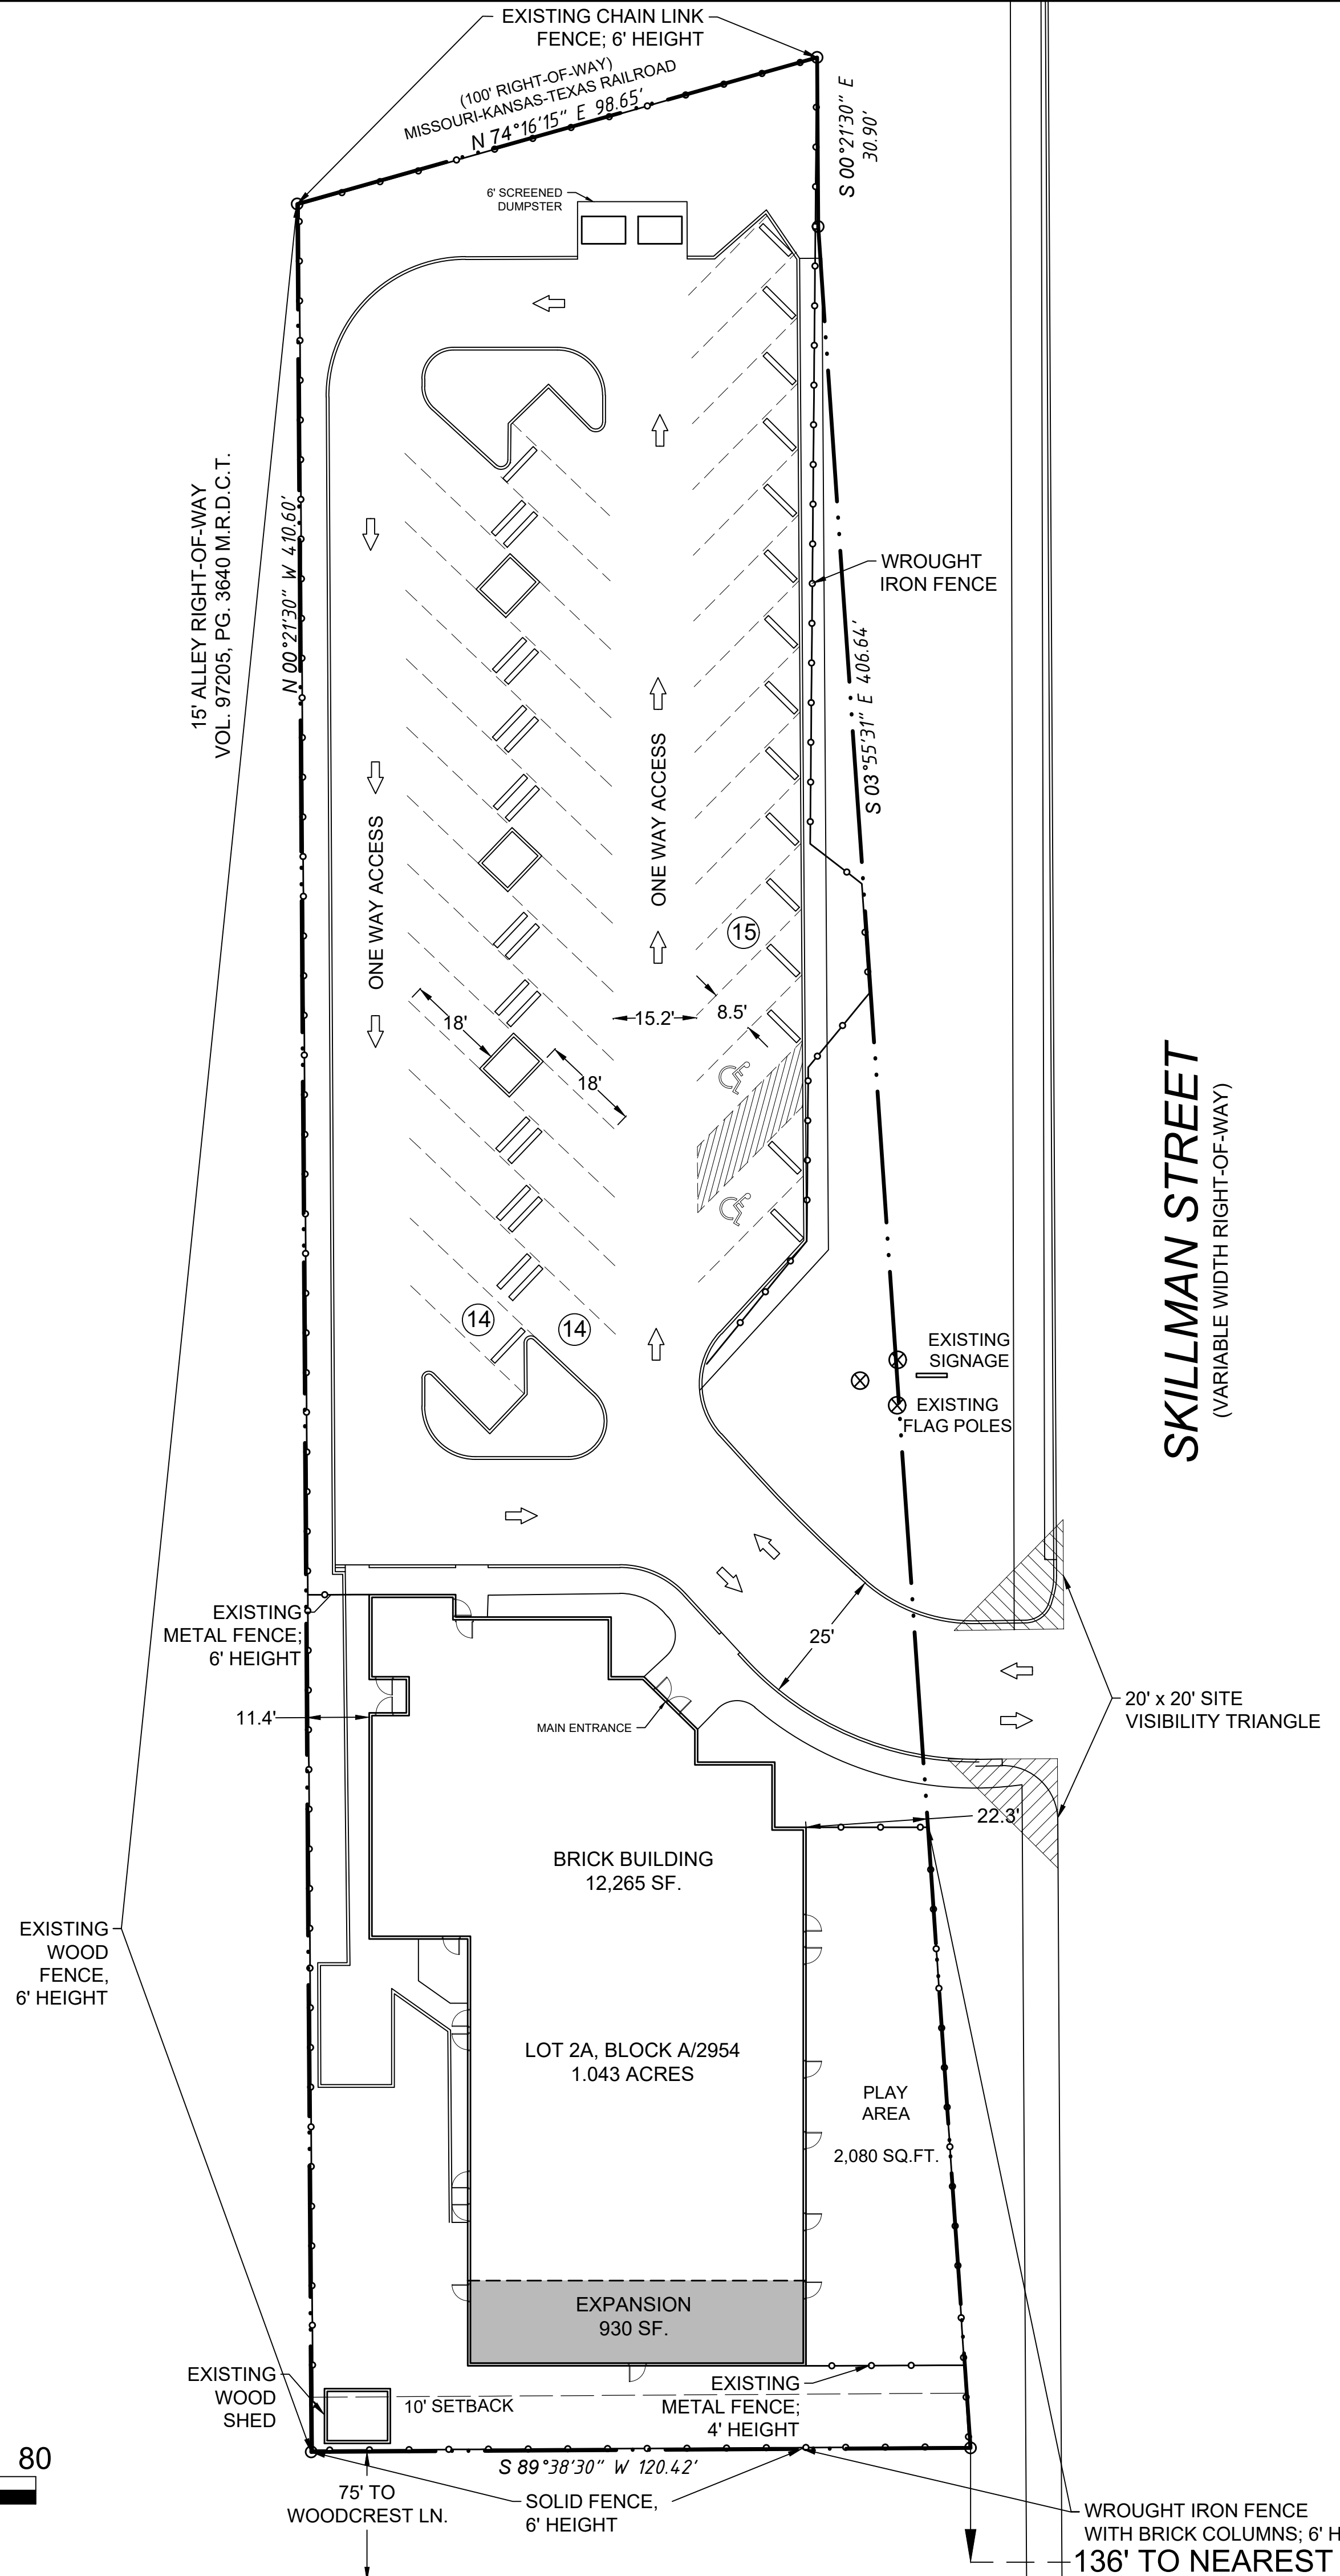 EXISTING CHAIN LINK
FENCE; 6' HEIGHT
(100' RIGHT-OF-WAY)
MISSOURI-KANSAS-TEXAS RAILROAD
N 74°16'15" E 98.65'
S 00°21'30" E
30.90'
6' SCREENED
DUMPSTER
15' ALLEY RIGHT-OF-WAY
VOL. 97205, PG. 3640 M.R.D.C.T.
N 00°21'30" W 410.60'
WROUGHT
IRON FENCE
S 03°55'31" E 406.64'
ONE WAY ACCESS
ONE WAY ACCESS
15
18'
15.2'
8.5'
18'
14
14
EXISTING
SIGNAGE
EXISTING
FLAG POLES
SKILLMAN STREET
(VARIABLE WIDTH RIGHT-OF-WAY)
EXISTING
METAL FENCE;
6' HEIGHT
25'
11.4'
MAIN ENTRANCE
20' x 20' SITE
VISIBILITY TRIANGLE
22.3'
BRICK BUILDING
12,265 SF.
EXISTING
WOOD
FENCE,
6' HEIGHT
LOT 2A, BLOCK A/2954
1.043 ACRES
PLAY
AREA
2,080 SQ.FT.
EXPANSION
930 SF.
EXISTING
WOOD
SHED
10' SETBACK
EXISTING
METAL FENCE;
4' HEIGHT
80
S 89°38'30" W 120.42'
75' TO
WOODCREST LN.
SOLID FENCE,
6' HEIGHT
WROUGHT IRON FENCE
WITH BRICK COLUMNS; 6' H
136' TO NEAREST